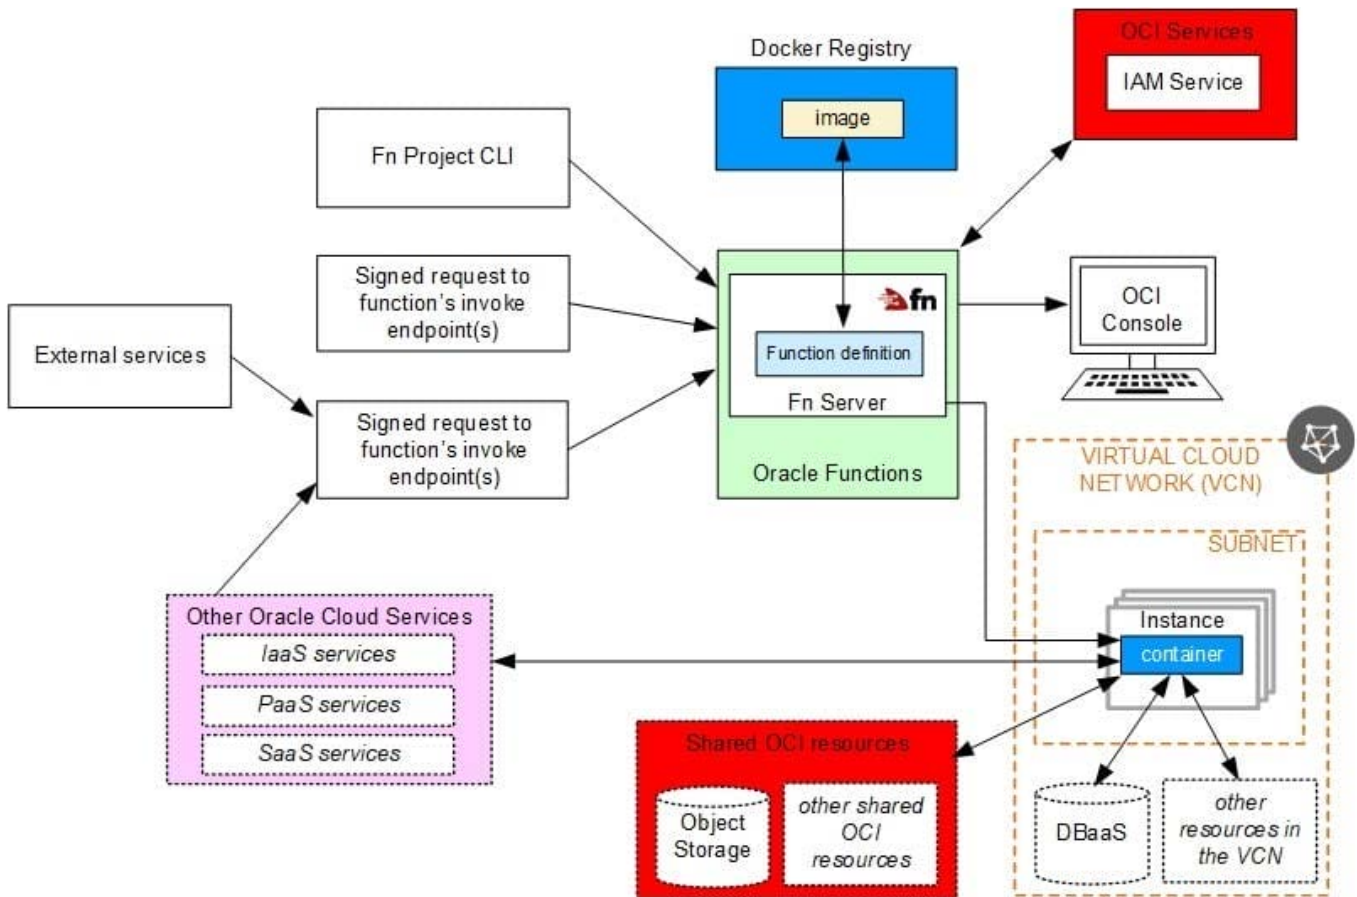 Docker Registry
image
OCI Services
IAM Service
Fn Project CLI
Signed request to
function's invoke
endpoint(s)
External services
Signed request to
function's invoke
endpoint(s)
fn
Function definition
Fn Server
Oracle Functions
OCI
Console
VIRTUAL CLOUD
NETWORK (VCN)
SUBNET
Instance
container
Other Oracle Cloud Services
IaaS services
PaaS services
SaaS services
Shared OCI resources
Object
Storage
other shared
OCI
resources
DBaaS
other
resources in
the VCN